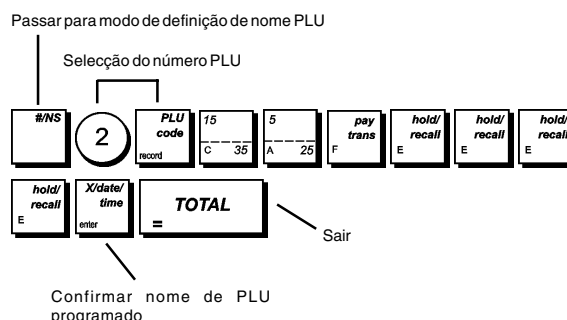 Passar para modo de definição de nome PLU
Selecção do número PLU
#/NS
2
PLU
code
record
15
C 35
5
A 25
pay
trans
F
hold/
recall
E
hold/
recall
E
hold/
recall
E
hold/
recall
E
X/date/
time
enter
TOTAL
=
Sair
Confirmar nome de PLU
programado